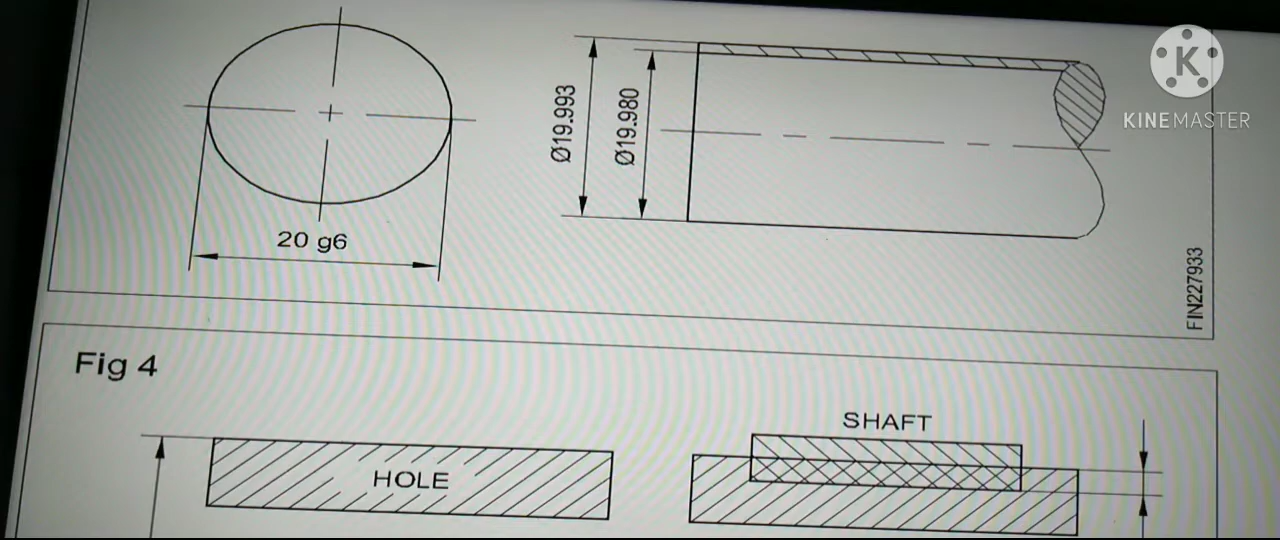 KINEMASTER
K
Ø19.993
Ø19.980
20 g6
FIN227933
Fig 4
SHAFT
HOLE